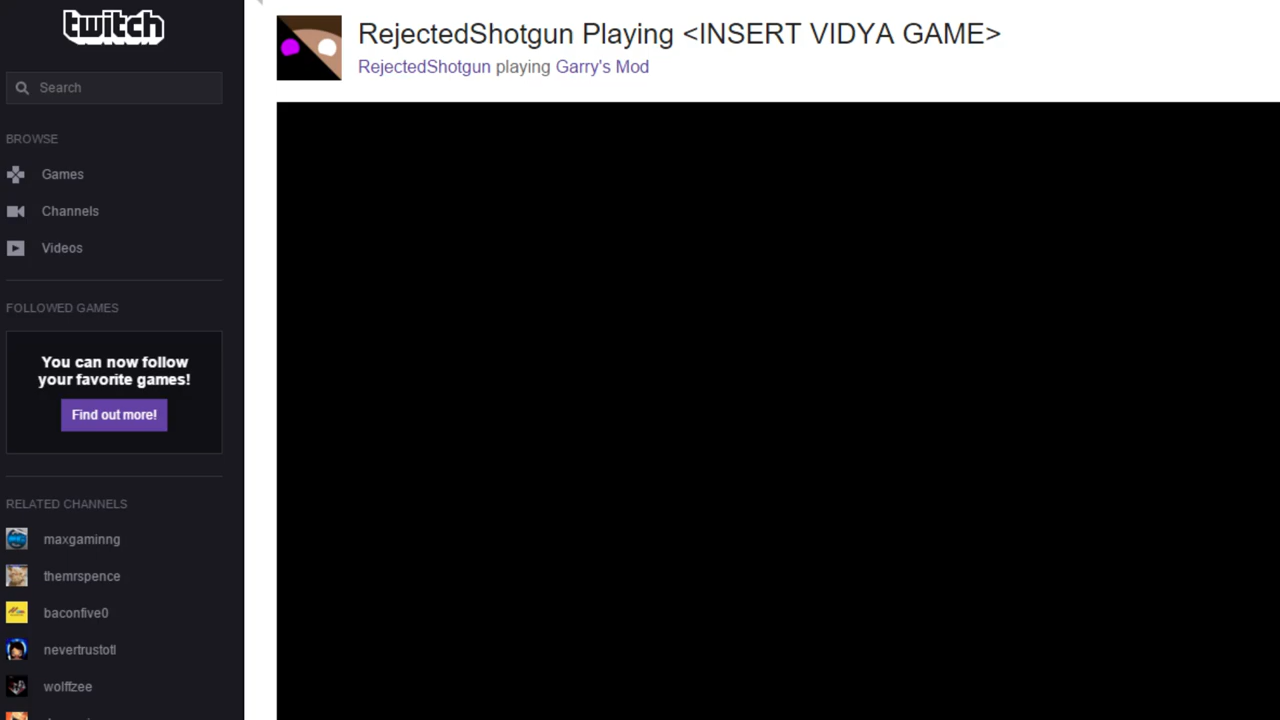 twitch
Search
BROWSE
Games
Channels
Videos
FOLLOWED GAMES
You can now follow
your favorite games!
Find out more!
RELATED CHANNELS
maxgaminng
themrspence
baconfive0
nevertrustotl
wolffzee
RejectedShotgun Playing <INSERT VIDYA GAME>
RejectedShotgun playing Garry's Mod